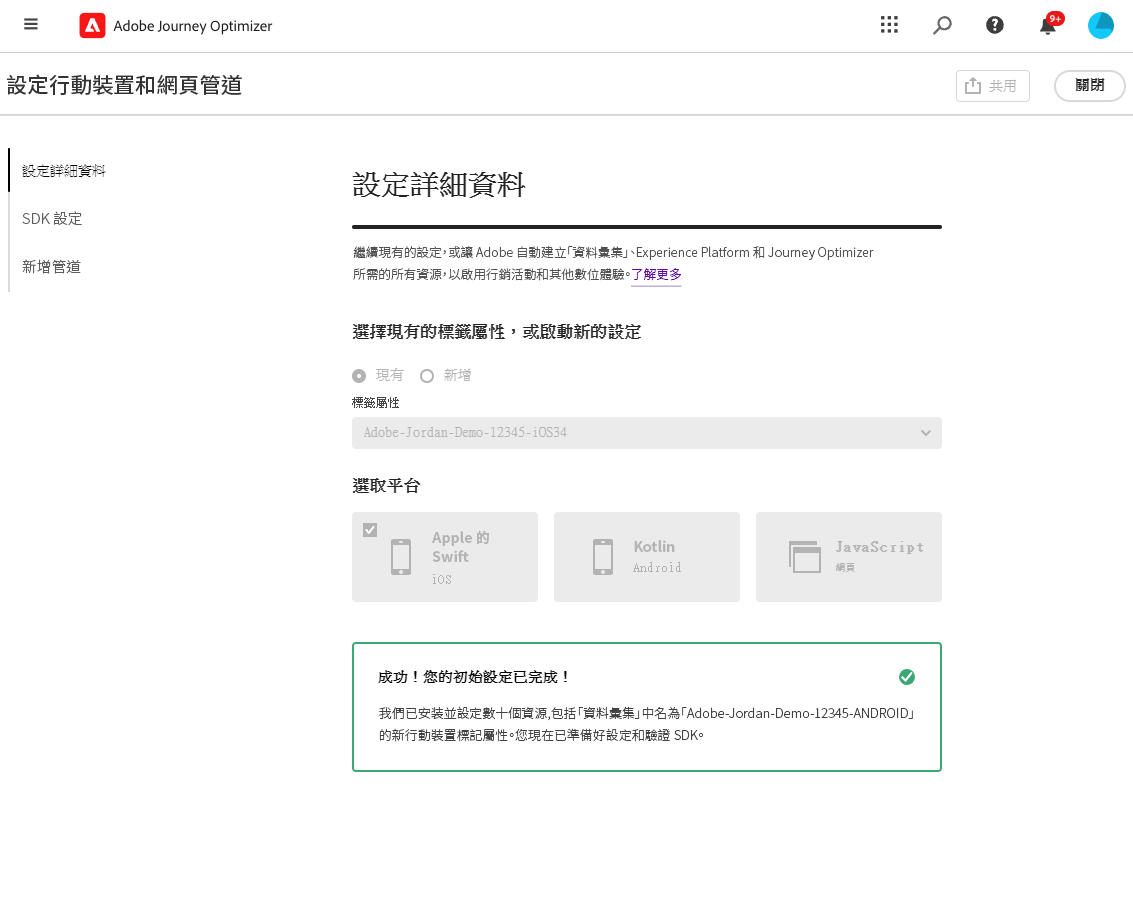 Adobe Journey Optimizer
9+
設定行動裝置和網頁管道
共用
關閉
設定詳細資料
SDK 設定
新增管道
設定詳細資料
繼續現有的設定，或讓 Adobe 自動建立「資料彙集」、Experience Platform 和 Journey Optimizer
所需的所有資源，以啟用行銷活動和其他數位體驗。了解更多
選擇現有的標籤屬性，或啟動新的設定
現有 新增
標籤屬性
Adobe-Jordan-Demo-12345-iOS34
選取平台
Apple 的
Swift
iOS
Kotlin
Android
JavaScript
網頁
成功！您的初始設定已完成！
我們已安裝並設定數十個資源,包括「資料彙集」中名為「Adobe-Jordan-Demo-12345-ANDROID」
的新行動裝置標記屬性。您現在已準備好設定和驗證 SDK。